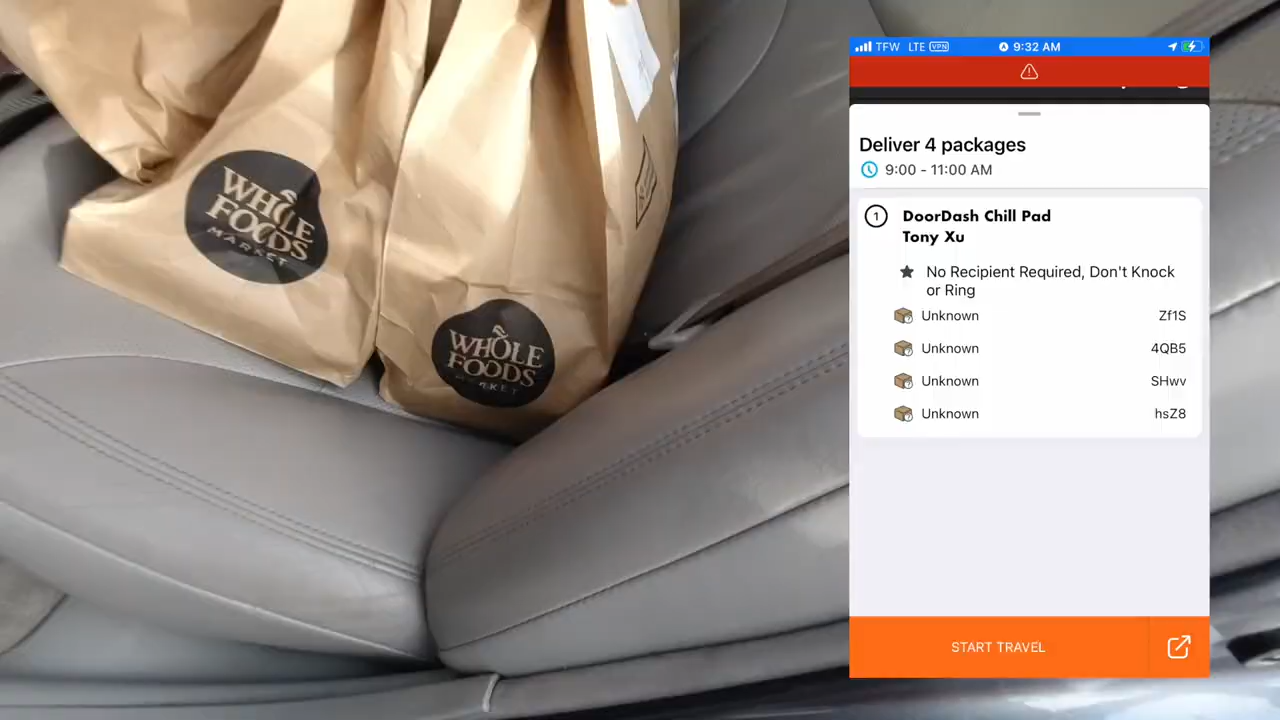 WHOLE
FOODS
MARKET
WHOLE
FOODS
MARKET
TFW LTE VPN 9:32 AM
Deliver 4 packages
9:00 - 11:00 AM
1 DoorDash Chill Pad
Tony Xu
No Recipient Required, Don't Knock
or Ring
Unknown Zf1S
Unknown 4QB5
Unknown SHwv
Unknown hsZ8
START TRAVEL